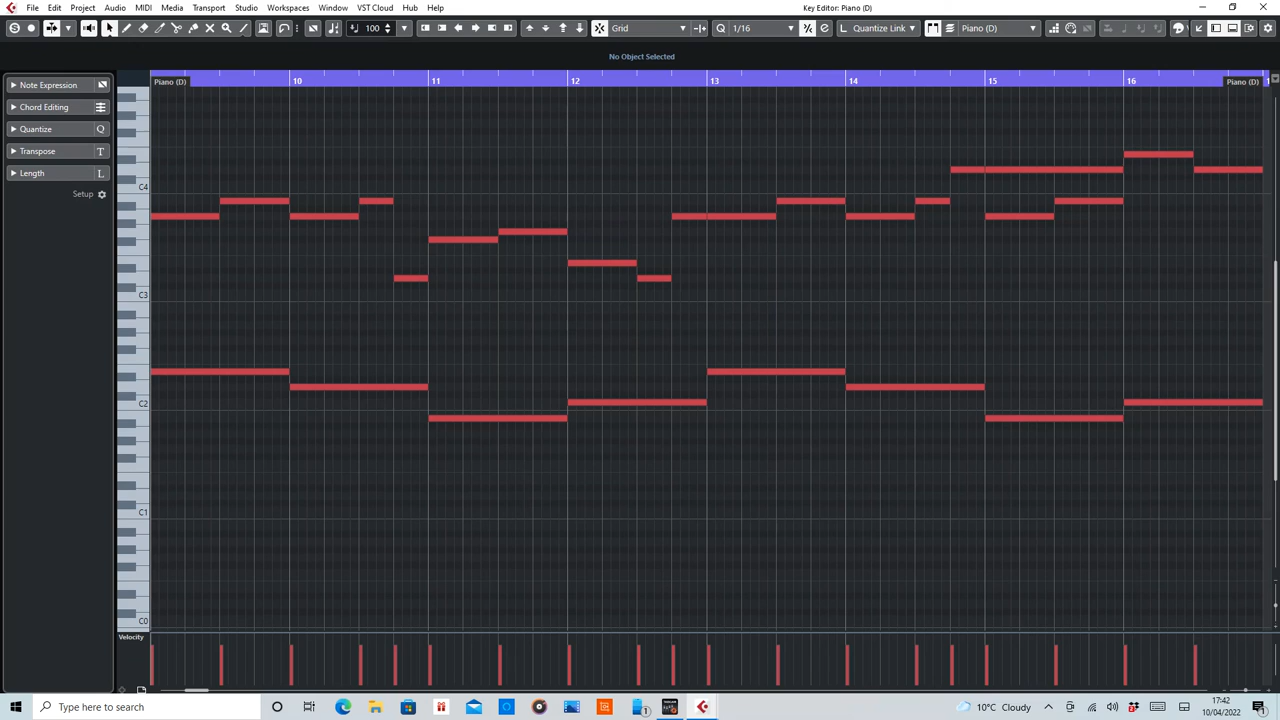 File Edit Project Audio MIDI Media Transport Studio Workspaces Window VST Cloud Hub Help Key Editor: Piano (D)
S 100 Grid Q 1/16 e Quantize Link Piano (D)
No Object Selected
Piano (D) 10 11 12 13 14 15 16 Piano (D)
Note Expression
Chord Editing
Quantize Q
Transpose T
Length L
Setup
C4
C3
C2
C1
C0
Velocity
Type here to search
1
10°C Cloudy
17:42
10/04/2022